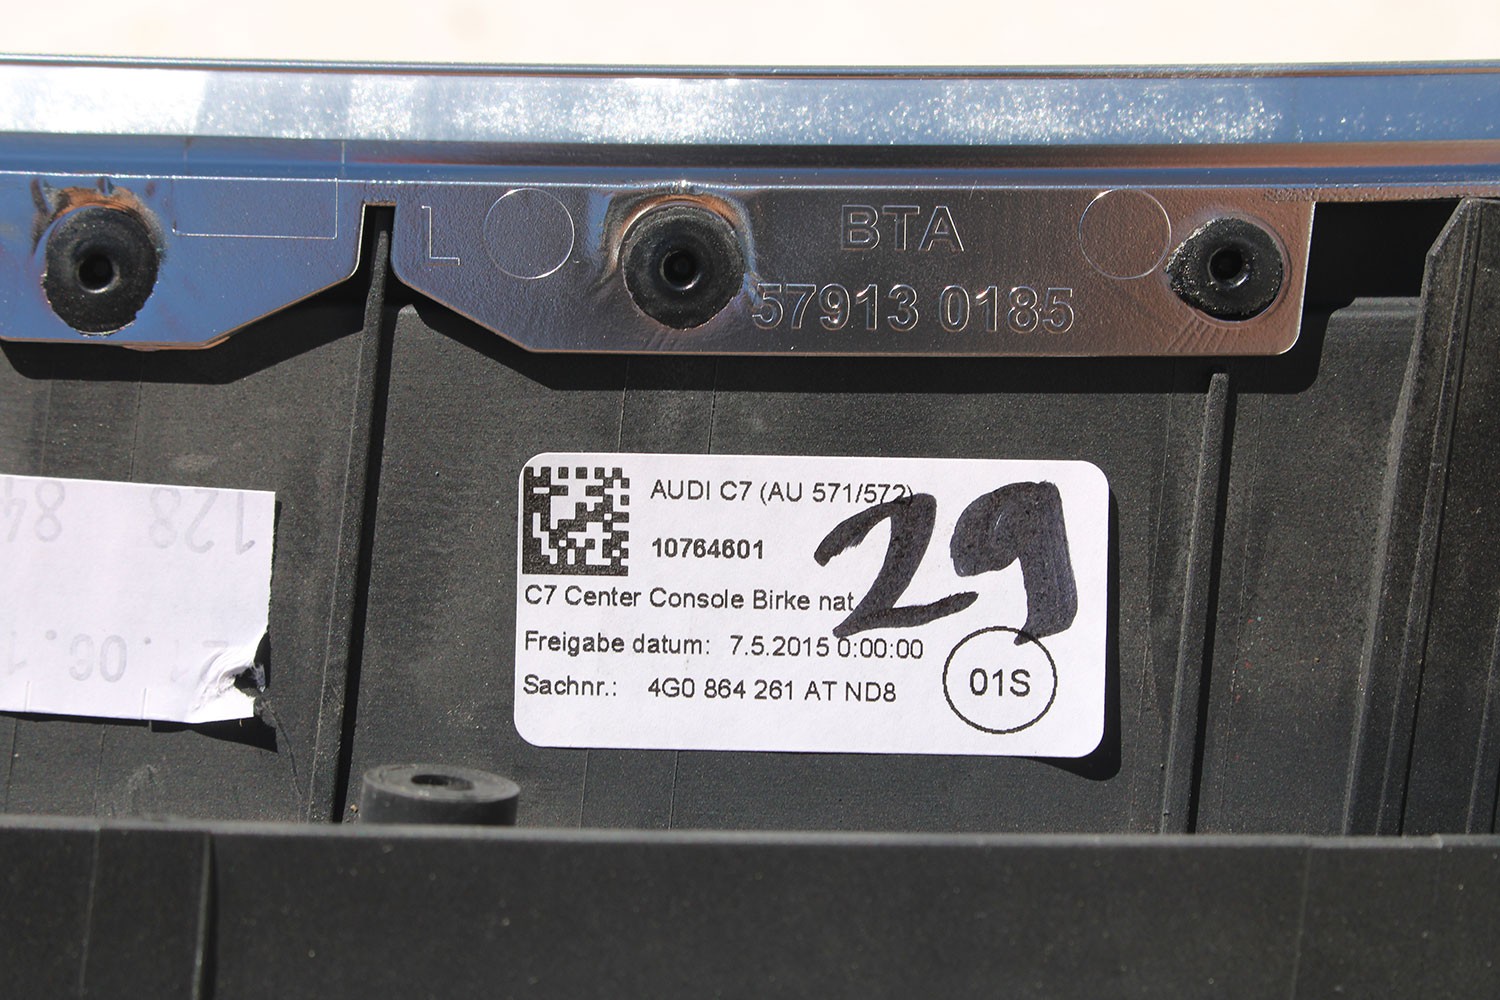 L
BTA
57913 0185
AUDI C7 (AU 571/572)
29
10764601
C7 Center Console Birke nat
Freigabe datum: 7.5.2015 0:00:00
Sachnr.: 4G0 864 261 AT ND8
01S
128